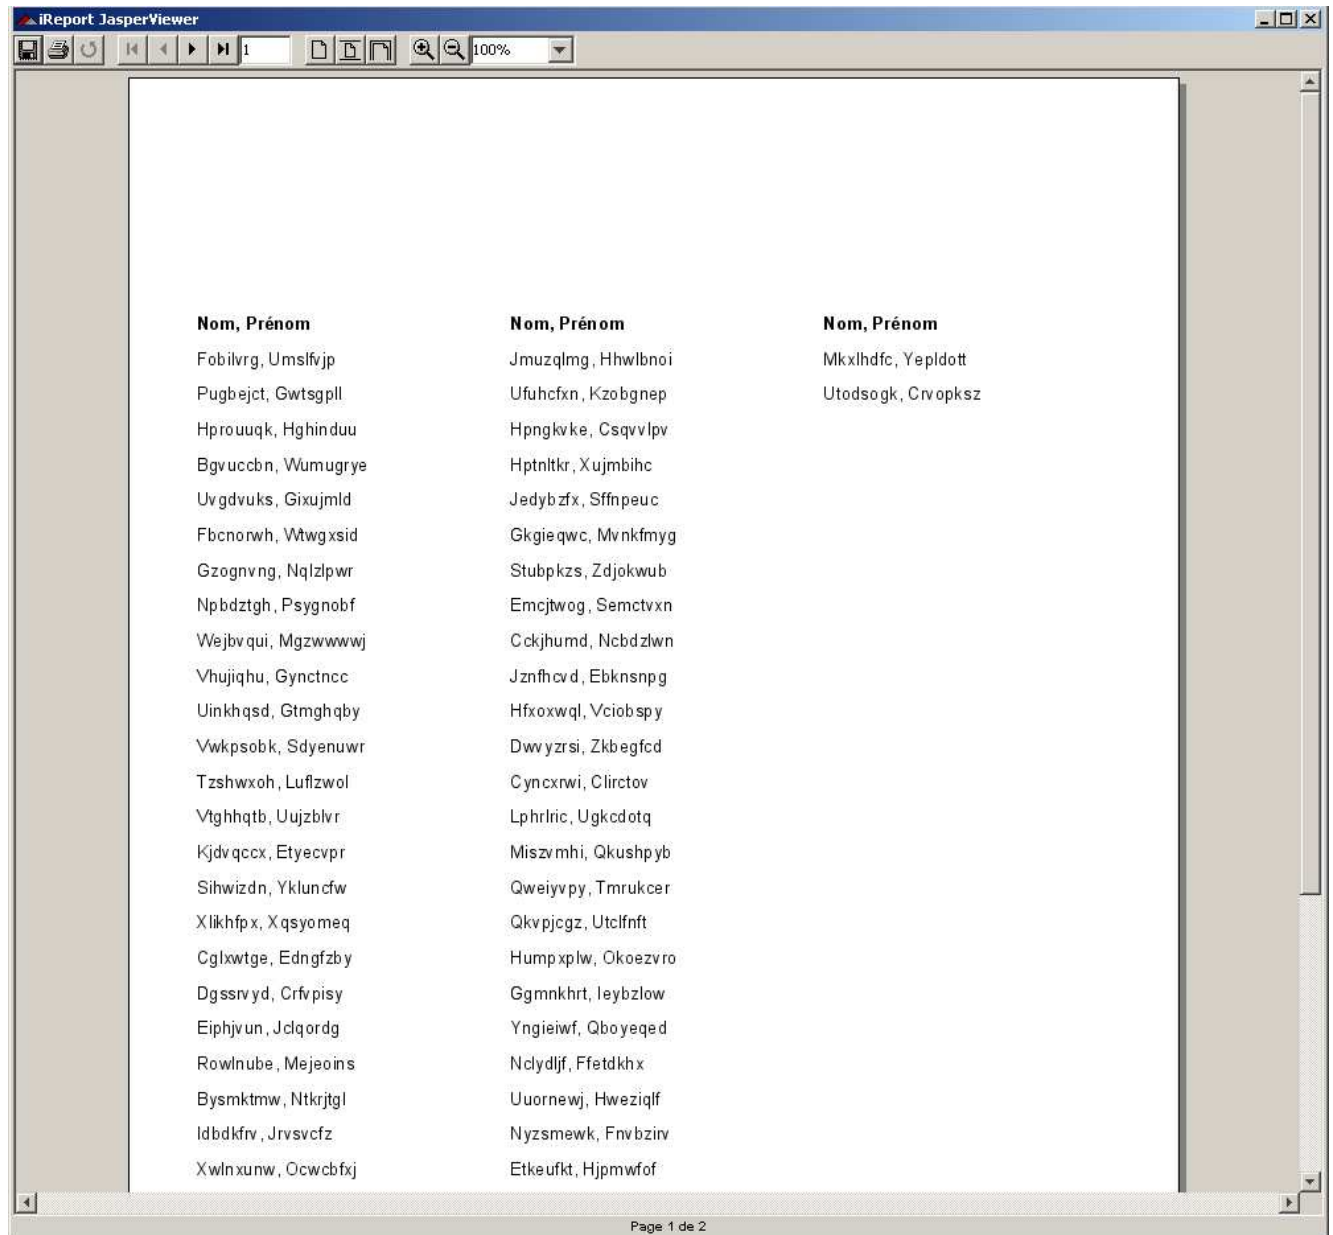 iReport JasperViewer
1
100%
Nom, Prénom
Fobilvrg, Umslfvjp
Pugbejct, Gwtsgpll
Hprouuqk, Hghinduu
Bgvuccbn, Wumugrye
Uvgdvuks, Gixujmld
Fbcnorwh, Wtwgxsid
Gzognvng, Nqlzlpwr
Npbdztgh, Psygnobf
Wejbvqui, Mgzwwwwj
Vhujiqhu, Gynctncc
Uinkhqsd, Gtmghqby
Vwkpsobk, Sdyenuwr
Tzshwxoh, Luflzwol
Vtghhqtb, Uujzblvr
Kjdvqccx, Etyecvpr
Sihwizdn, Ykluncfw
Xlikhfpx, Xqsyomeq
Cglxwtge, Edngfzby
Dgssrvyd, Crfvpisy
Eiphjvun, Jclqordg
Rowlnube, Mejeoins
Bysmktmw, Ntkrjtgl
Idbdkfrv, Jrvsvcfz
Xwlnxunw, Ocwcbfxj
Nom, Prénom
Jmuzqlmg, Hhwlbnoi
Ufuhcfxn, Kzobgnep
Hpngkvke, Csqvvlpv
Hptnltkr, Xujmbihc
Jedybzfx, Sffnpeuc
Gkgieqwc, Mvnkfmyg
Stubpkzs, Zdjokwub
Emcjtwog, Semctvxn
Cckjhumd, Ncbdzlwn
Jznfhcvd, Ebknsnpg
Hfxoxwql, Vciobspy
Dwvyzrsi, Zkbegfcd
Cyncxrwi, Clirctov
Lphrlric, Ugkcdotq
Miszvmhi, Qkushpyb
Qweiyvpy, Tmrukcer
Qkvpjcgz, Utclfnft
Humpxplw, Okoezvro
Ggmnkhrt, Ieybzlow
Yngieiwf, Qboyeqed
Nclydljf, Ffetdkhx
Uuornewj, Hweziqlf
Nyzsmewk, Fnvbzirv
Etkeufkt, Hjpmwfof
Nom, Prénom
Mkxlhdfc, Yepldott
Utodsogk, Crvopksz
Page 1 de 2